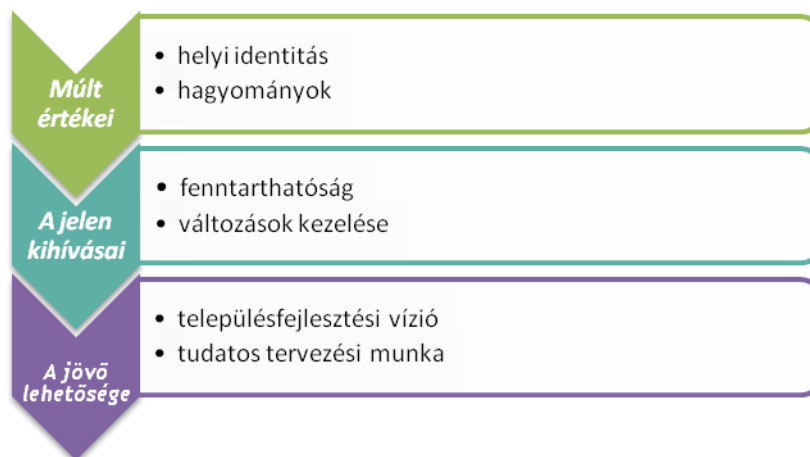 Múlt
értékei
• helyi identitás
• hagyományok
A jelen
kihívásai
• fenntarthatóság
• változások kezelése
A jövő
lehetősége
• településfejlesztési vízió
• tudatos tervezési munka